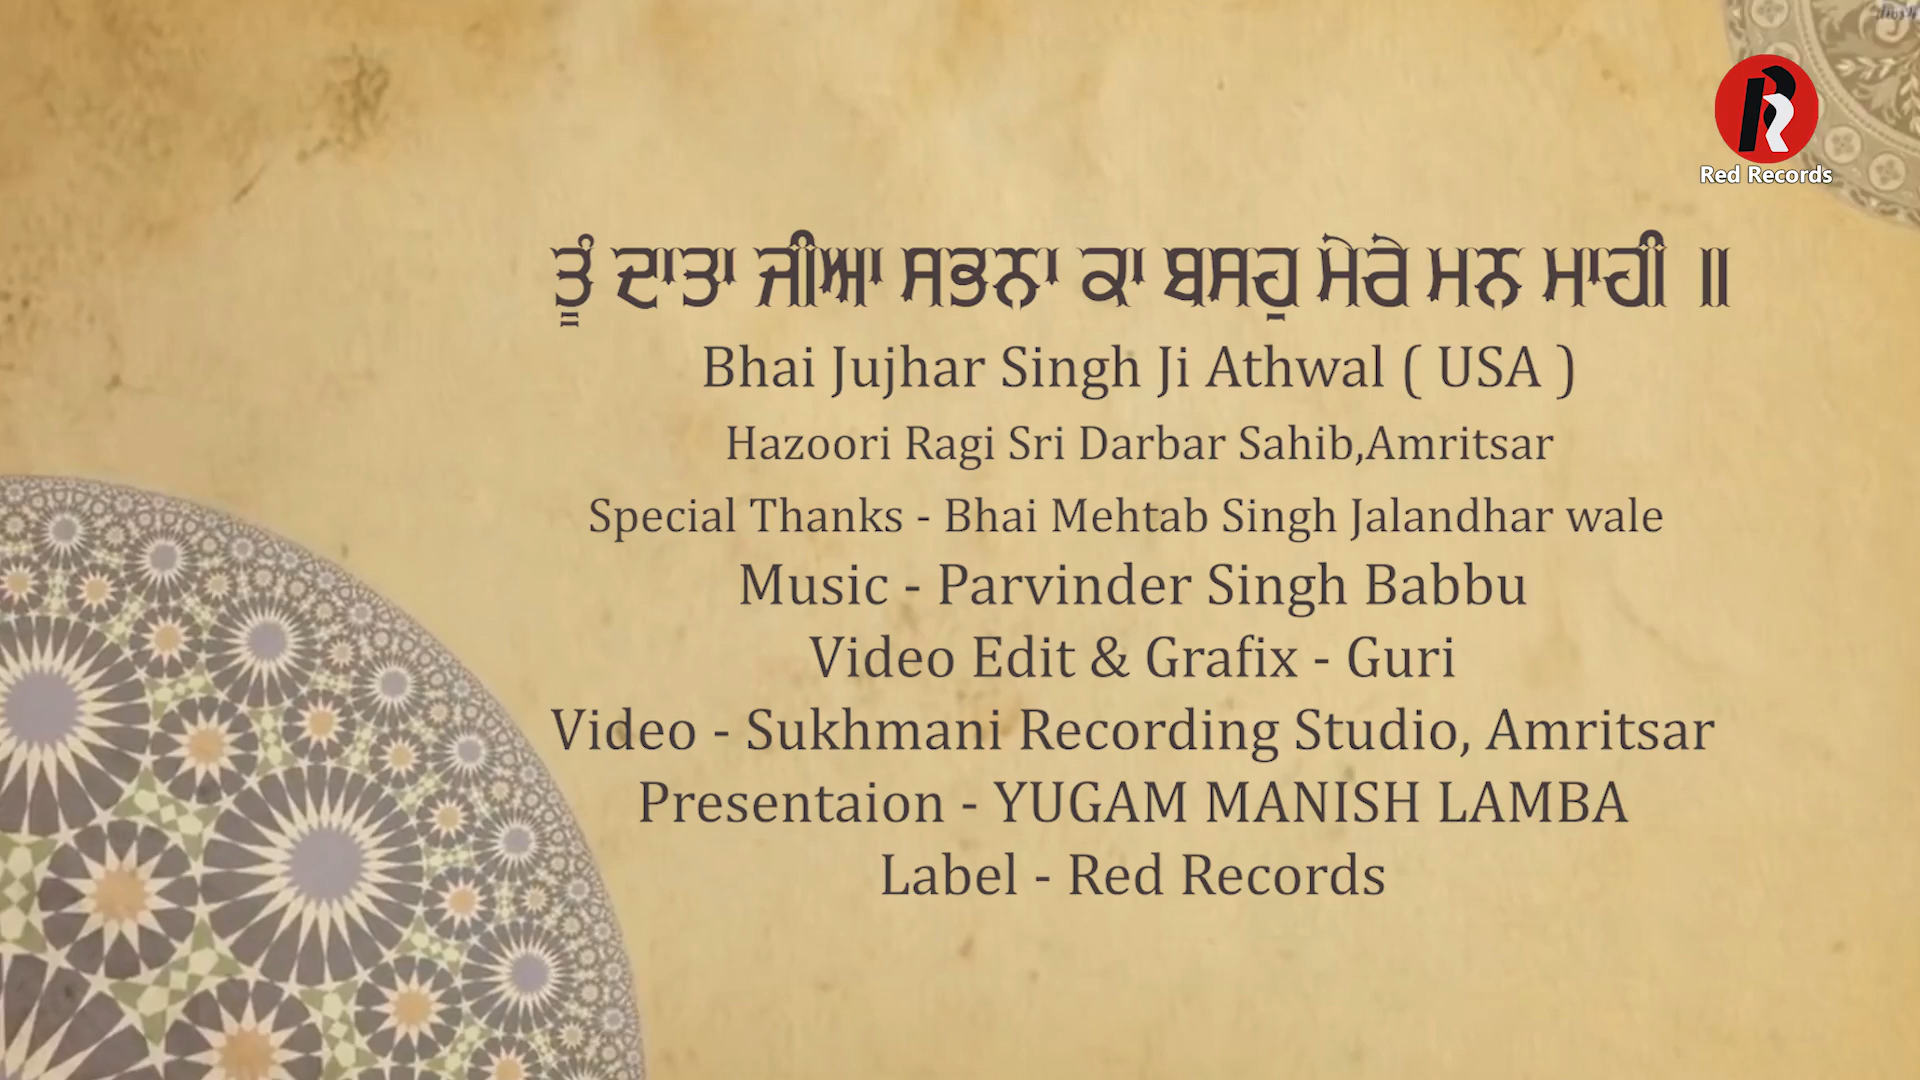 Red Records
ਤੂੰ ਦਾਤਾ ਜੀਆ ਸਭਨਾ ਕਾ ਬਸਹੁ ਮੇਰੇ ਮਨ ਮਾਹੀ ॥
Bhai Jujhar Singh Ji Athwal ( USA )
Hazoori Ragi Sri Darbar Sahib,Amritsar
Special Thanks - Bhai Mehtab Singh Jalandhar wale
Music - Parvinder Singh Babbu
Video Edit & Grafix - Guri
Video - Sukhmani Recording Studio, Amritsar
Presentaion - YUGAM MANISH LAMBA
Label - Red Records